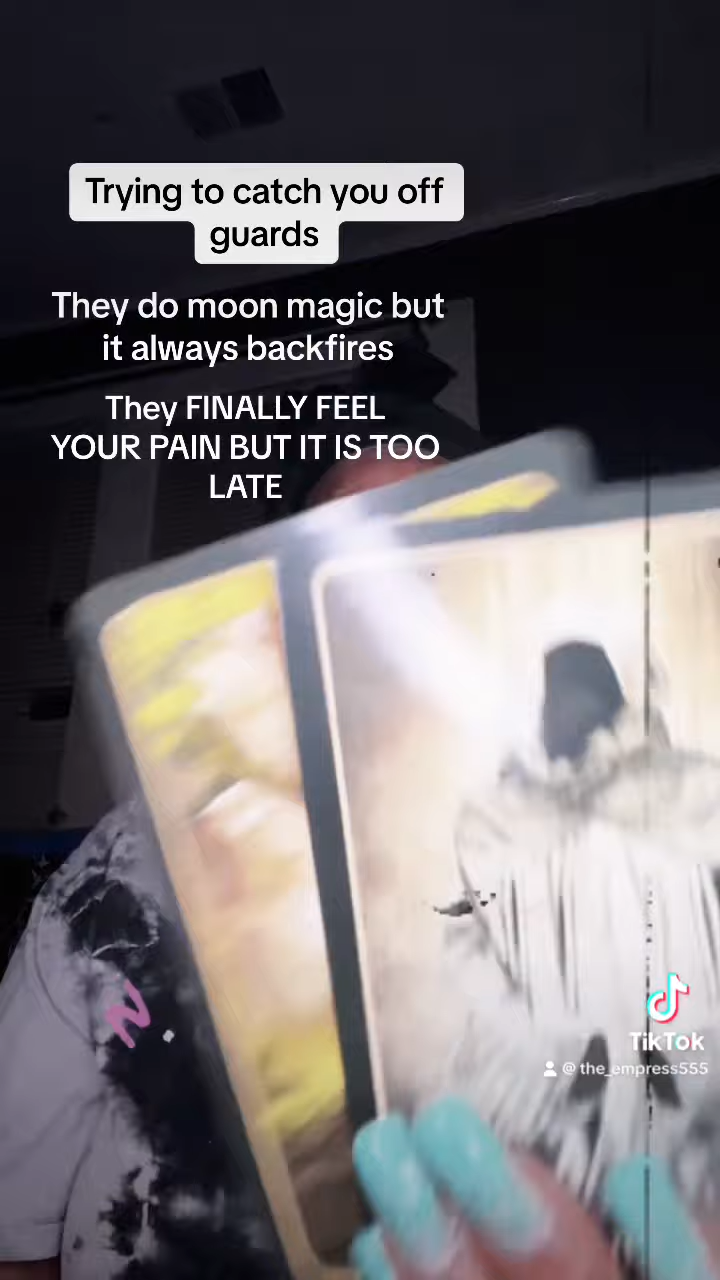 Trying to catch you off
guards
They do moon magic but
it always backfires
They FINALLY FEEL
YOUR PAIN BUT IT IS TOO
LATE
N
TikTok
@the_empress555